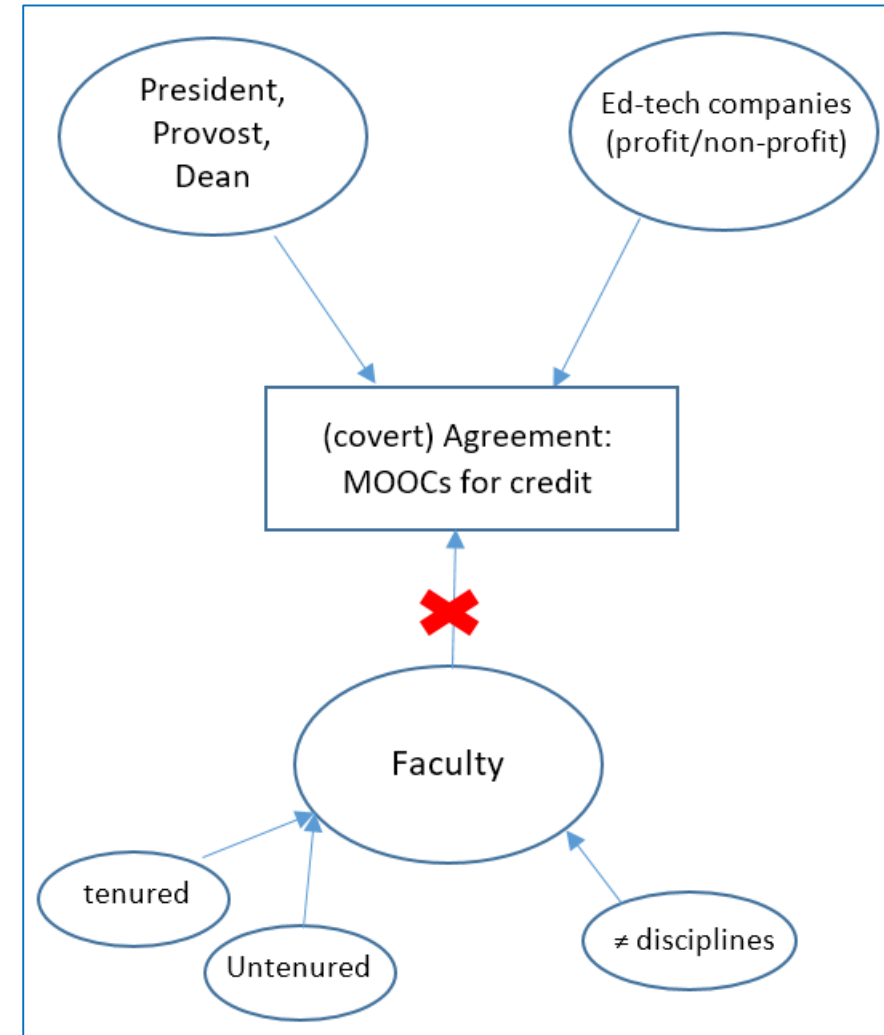 President,
Provost,
Dean
Ed-tech companies
(profit/non-profit)
(covert) Agreement:
MOOCs for credit
Faculty
tenured
Untenured
≠ disciplines